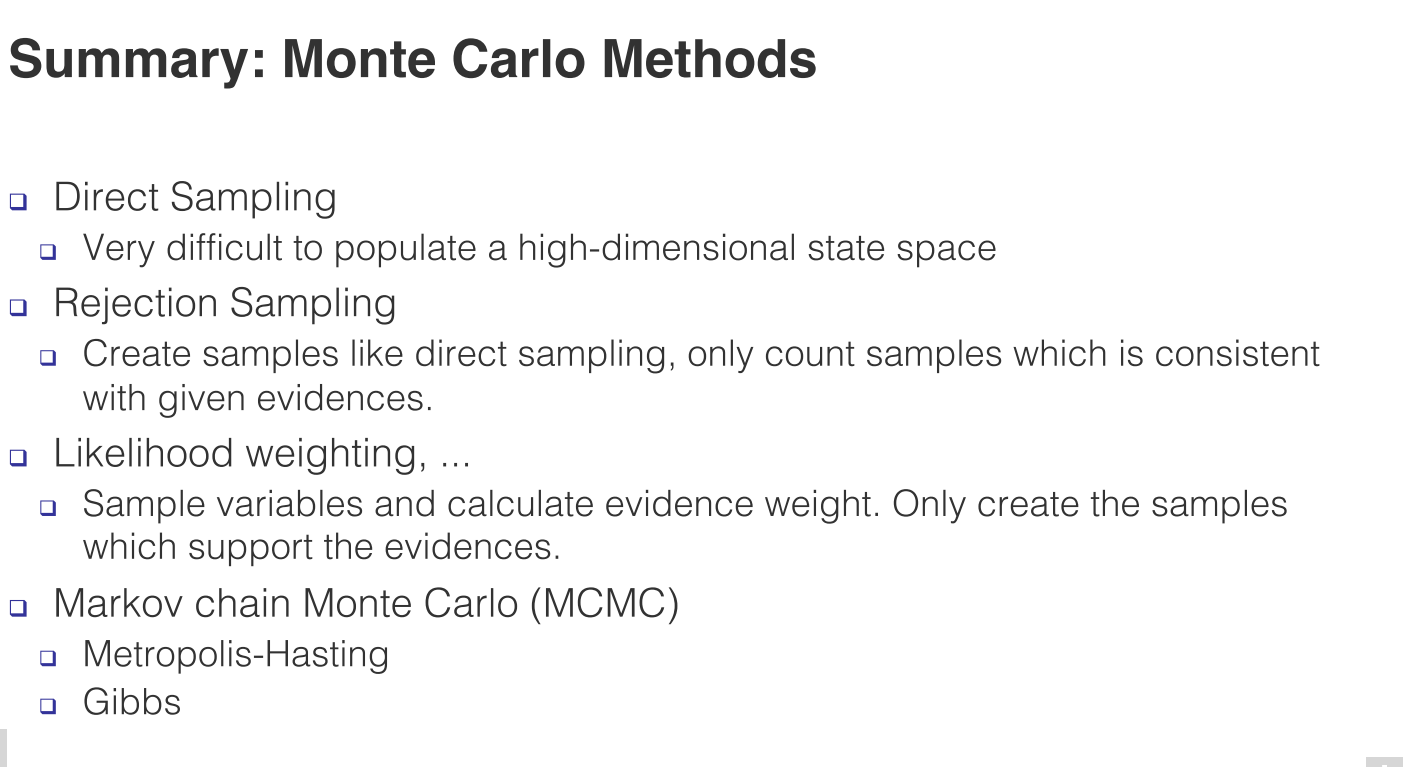 Summary: Monte Carlo Methods
Direct Sampling
Very difficult to populate a high-dimensional state space
Rejection Sampling
Create samples like direct sampling, only count samples which is consistent
with given evidences.
Likelihood weighting, ...
Sample variables and calculate evidence weight. Only create the samples
which support the evidences.
Markov chain Monte Carlo (MCMC)
Metropolis-Hasting
Gibbs